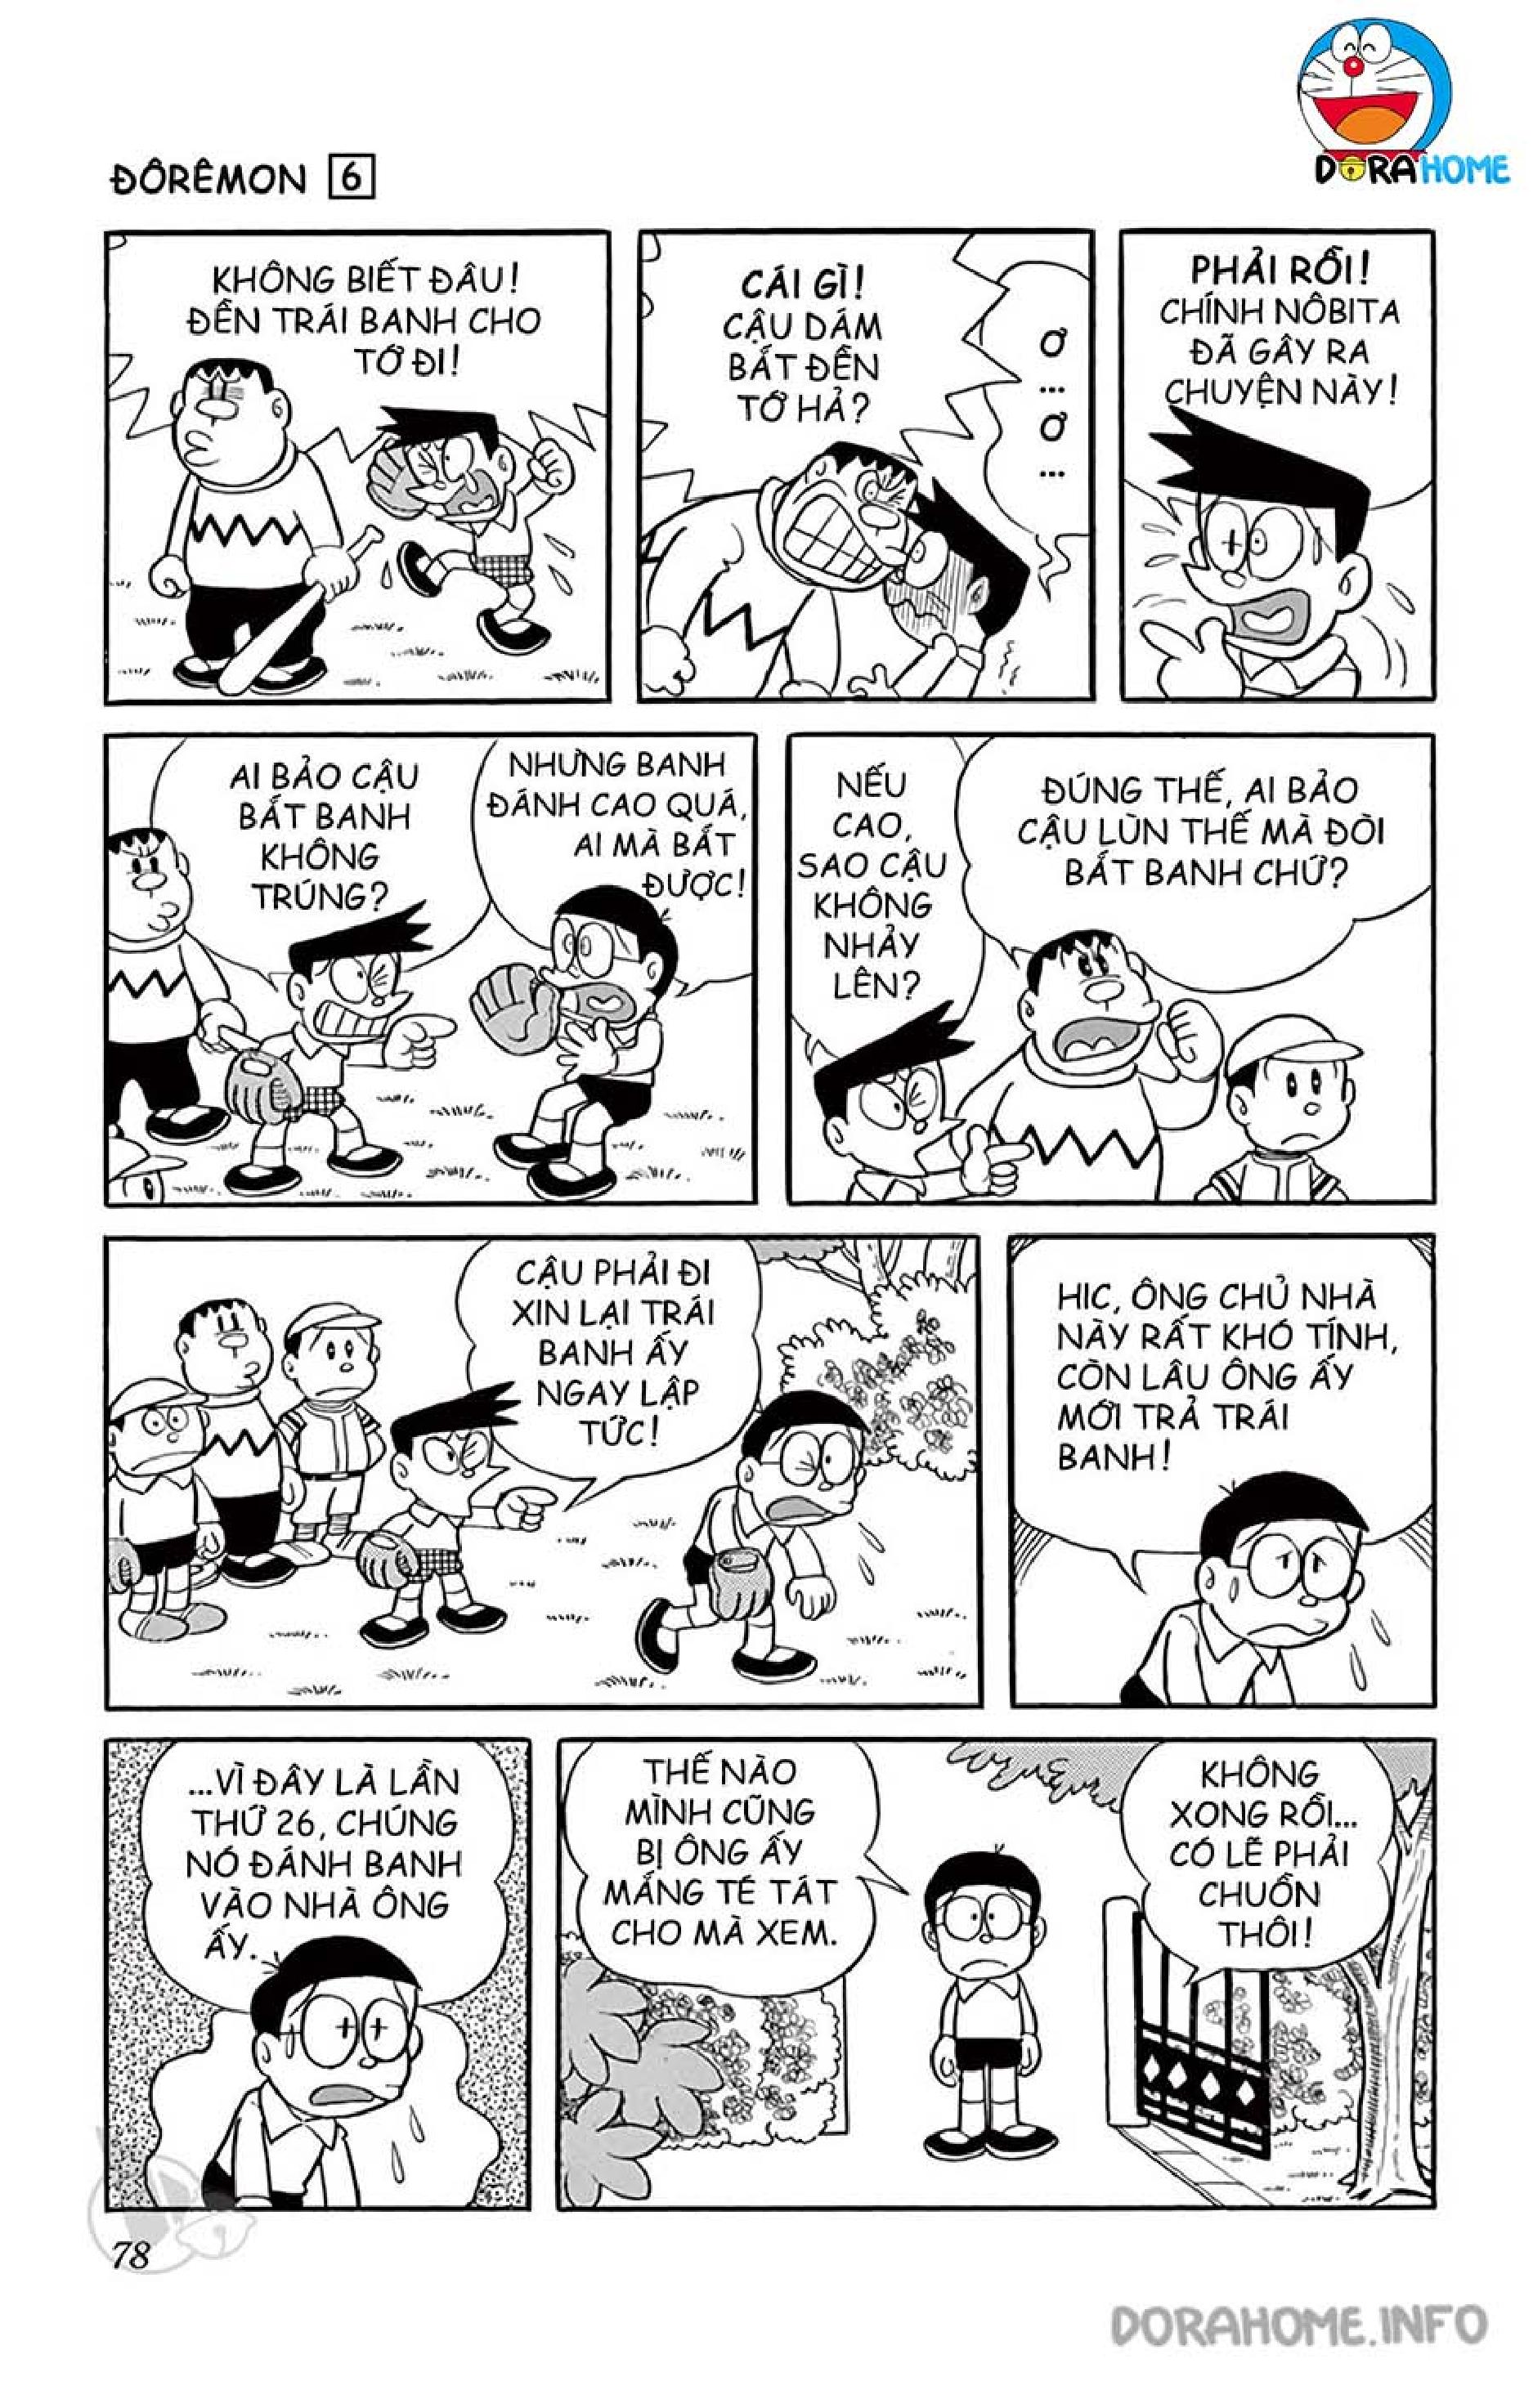 DORAHOME
ĐÔRÊMON 6
KHÔNG BIẾT ĐÂU!
ĐỀN TRÁI BANH CHO
TỚ ĐI!
CÁI GÌ!
CẬU DÁM
BẮT ĐỀN
TỚ HẢ?
Ơ
...
Ơ
...
PHẢI RỒI!
CHÍNH NÔBITA
ĐÃ GÂY RA
CHUYỆN NÀY!
AI BẢO CẬU
BẮT BANH
KHÔNG
TRÚNG?
NHƯNG BANH
ĐÁNH CAO QUÁ,
AI MÀ BẮT
ĐƯỢC!
NẾU
CAO,
SAO CẬU
KHÔNG
NHẢY
LÊN?
ĐÚNG THẾ, AI BẢO
CẬU LÙN THẾ MÀ ĐÒI
BẮT BANH CHỨ?
CẬU PHẢI ĐI
XIN LẠI TRÁI
BANH ẤY
NGAY LẬP
TỨC!
HIC, ÔNG CHỦ NHÀ
NÀY RẤT KHÓ TÍNH,
CÒN LÂU ÔNG ẤY
MỚI TRẢ TRÁI
BANH!
...VÌ ĐÂY LÀ LẦN
THỨ 26, CHÚNG
NÓ ĐÁNH BANH
VÀO NHÀ ÔNG
ẤY.
THẾ NÀO
MÌNH CŨNG
BỊ ÔNG ẤY
MẮNG TÉ TÁT
CHO MÀ XEM.
KHÔNG
XONG RỒI...
CÓ LẼ PHẢI
CHUỒN
THÔI!
78
DORAHOME.INFO